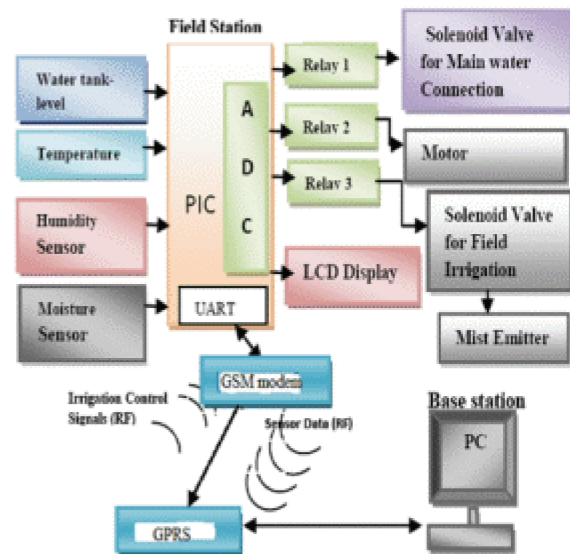 Field Station
Water tank-
level
Temperature
Humidity
Sensor
Moisture
Sensor
PIC
A
D
C
UART
Relay 1
Relav 2
Relav 3
LCD Display
Solenoid Valve
for Main water
Connection
Motor
Solenoid Valve
for Field
Irrigation
Mist Emitter
GSM modem
Irrigation Control
Signals (RF)
Sensor Data (RF)
GPRS
Base station
PC